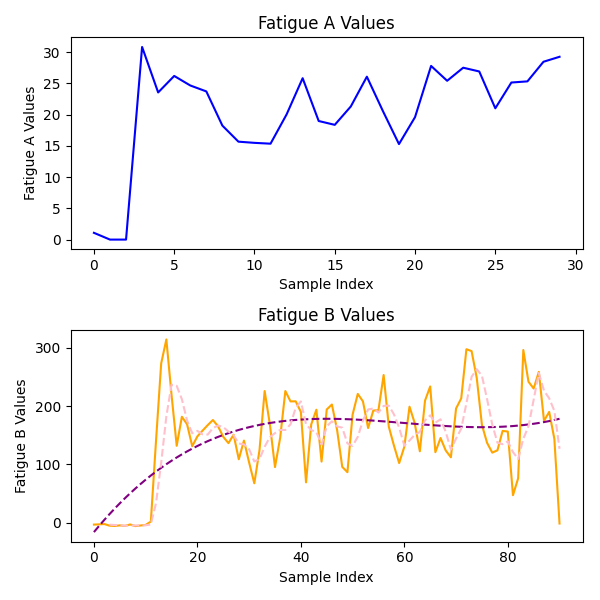 Fatigue A Values
30
25
20
15
10
5
0
Fatigue A Values
0 5 10 15 20 25 30
Sample Index
Fatigue B Values
300
200
100
0
Fatigue B Values
0 20 40 60 80
Sample Index